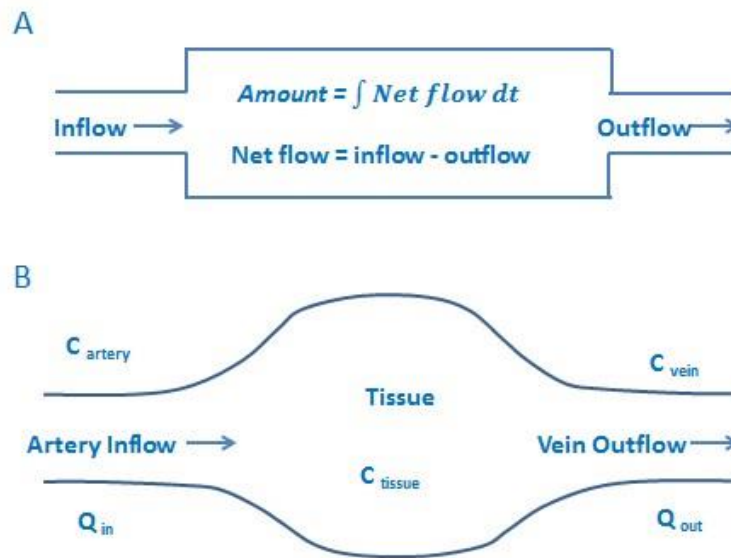 A
Amount = ∫ Net flow dt
Inflow → Outflow →
Net flow = inflow - outflow
B
C artery
C vein
Tissue
Artery Inflow → Vein Outflow →
C tissue
Q in
Q out